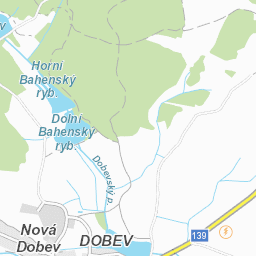 Horní
Bahenský
ryb.
Dolní
Bahenský
ryb.
Dobevský p.
139
Nová
Dobev
DOBEV